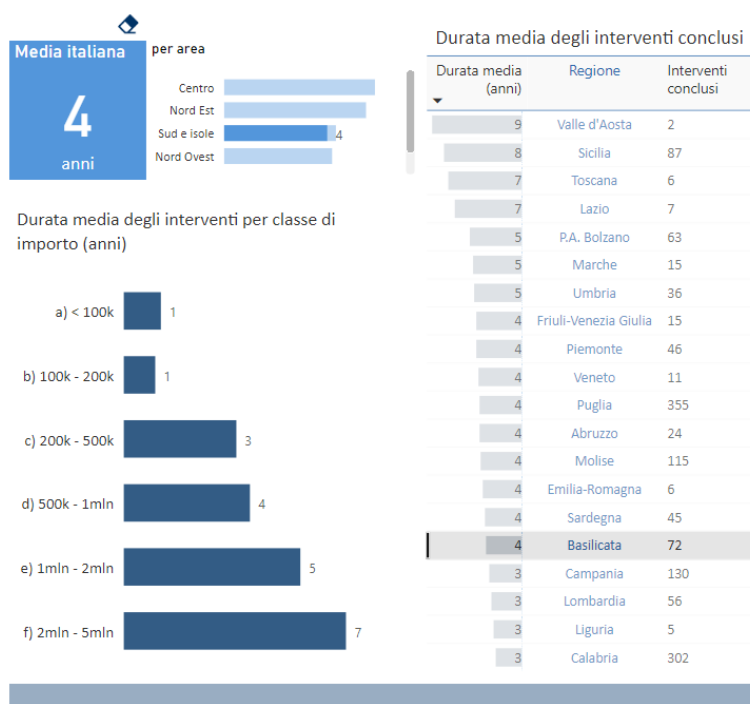 Media italiana
4
anni
per area
Centro
Nord Est
Sud e isole 4
Nord Ovest
Durata media degli interventi per classe di
importo (anni)
a) < 100k 1
b) 100k - 200k 1
c) 200k - 500k 3
d) 500k - 1mln 4
e) 1mln - 2mln 5
f) 2mln - 5mln 7
Durata media degli interventi conclusi
Durata media Regione Interventi
(anni) conclusi
9 Valle d'Aosta 2
8 Sicilia 87
7 Toscana 6
7 Lazio 7
5 P.A. Bolzano 63
5 Marche 15
5 Umbria 36
4 Friuli-Venezia Giulia 15
4 Piemonte 46
4 Veneto 11
4 Puglia 355
4 Abruzzo 24
4 Molise 115
4 Emilia-Romagna 6
4 Sardegna 45
4 Basilicata 72
3 Campania 130
3 Lombardia 56
3 Liguria 5
3 Calabria 302